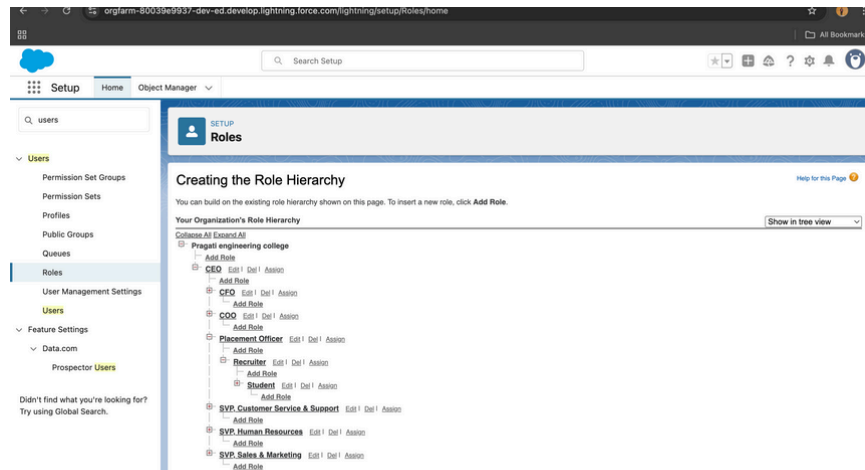 orgfarm-80039e9937-dev-ed.develop.lightning.force.com/lightning/setup/Roles/home
All Bookmark
Search Setup
Setup Home Object Manager
users
Users
Permission Set Groups
Permission Sets
Profiles
Public Groups
Queues
Roles
User Management Settings
Users
Feature Settings
Data.com
Prospector Users
Didn't find what you're looking for?
Try using Global Search.
SETUP
Roles
Creating the Role Hierarchy
Help for this Page
You can build on the existing role hierarchy shown on this page. To insert a new role, click Add Role.
Your Organization's Role Hierarchy
Show in tree view
Collapse All Expand All
Pragati engineering college
Add Role
CEO Edit | Del | Assign
Add Role
CFO Edit | Del | Assign
Add Role
COO Edit | Del | Assign
Add Role
Placement Officer Edit | Del | Assign
Add Role
Recruiter Edit | Del | Assign
Add Role
Student Edit | Del | Assign
Add Role
SVP, Customer Service & Support Edit | Del | Assign
Add Role
SVP, Human Resources Edit | Del | Assign
Add Role
SVP, Sales & Marketing Edit | Del | Assign
Add Role